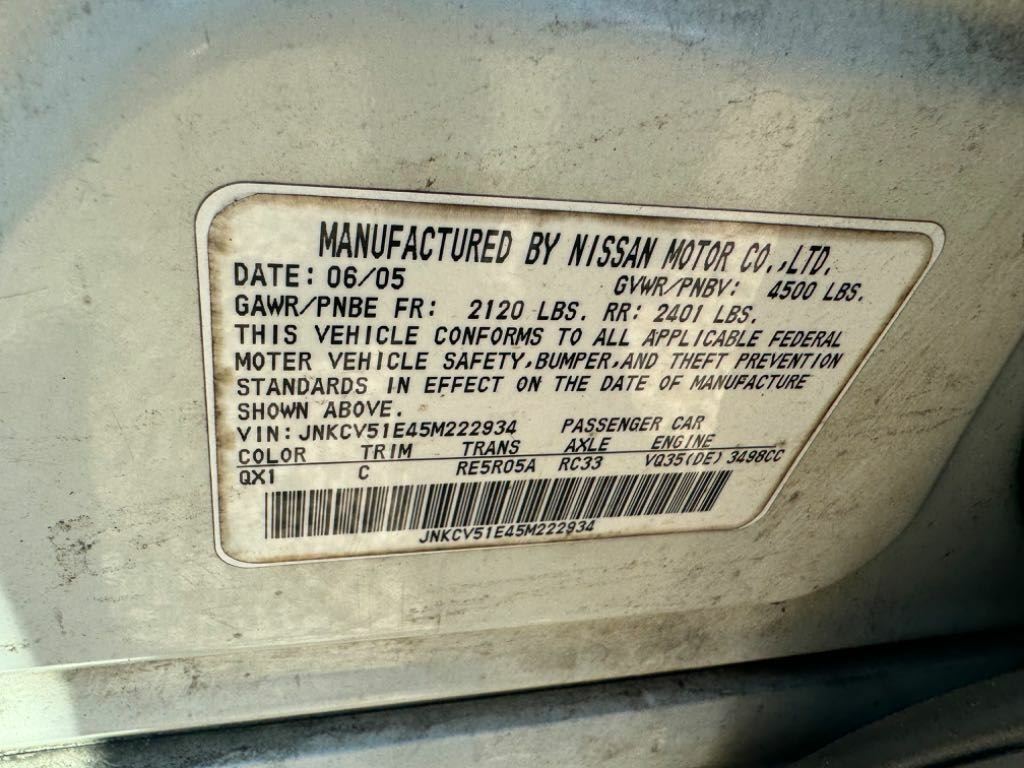 MANUFACTURED BY NISSAN MOTOR CO.,LTD.
DATE: 06/05 GVWR/PNBV: 4500 LBS.
GAWR/PNBE FR: 2120 LBS. RR: 2401 LBS.
THIS VEHICLE CONFORMS TO ALL APPLICABLE FEDERAL
MOTER VEHICLE SAFETY,BUMPER,AND THEFT PREVENTION
STANDARDS IN EFFECT ON THE DATE OF MANUFACTURE
SHOWN ABOVE.
VIN:JNKCV51E45M222934 PASSENGER CAR
COLOR TRIM TRANS AXLE ENGINE
QX1 C RE5R05A RC33 VQ35(DE) 3498CC
JNKCV51E45M222934